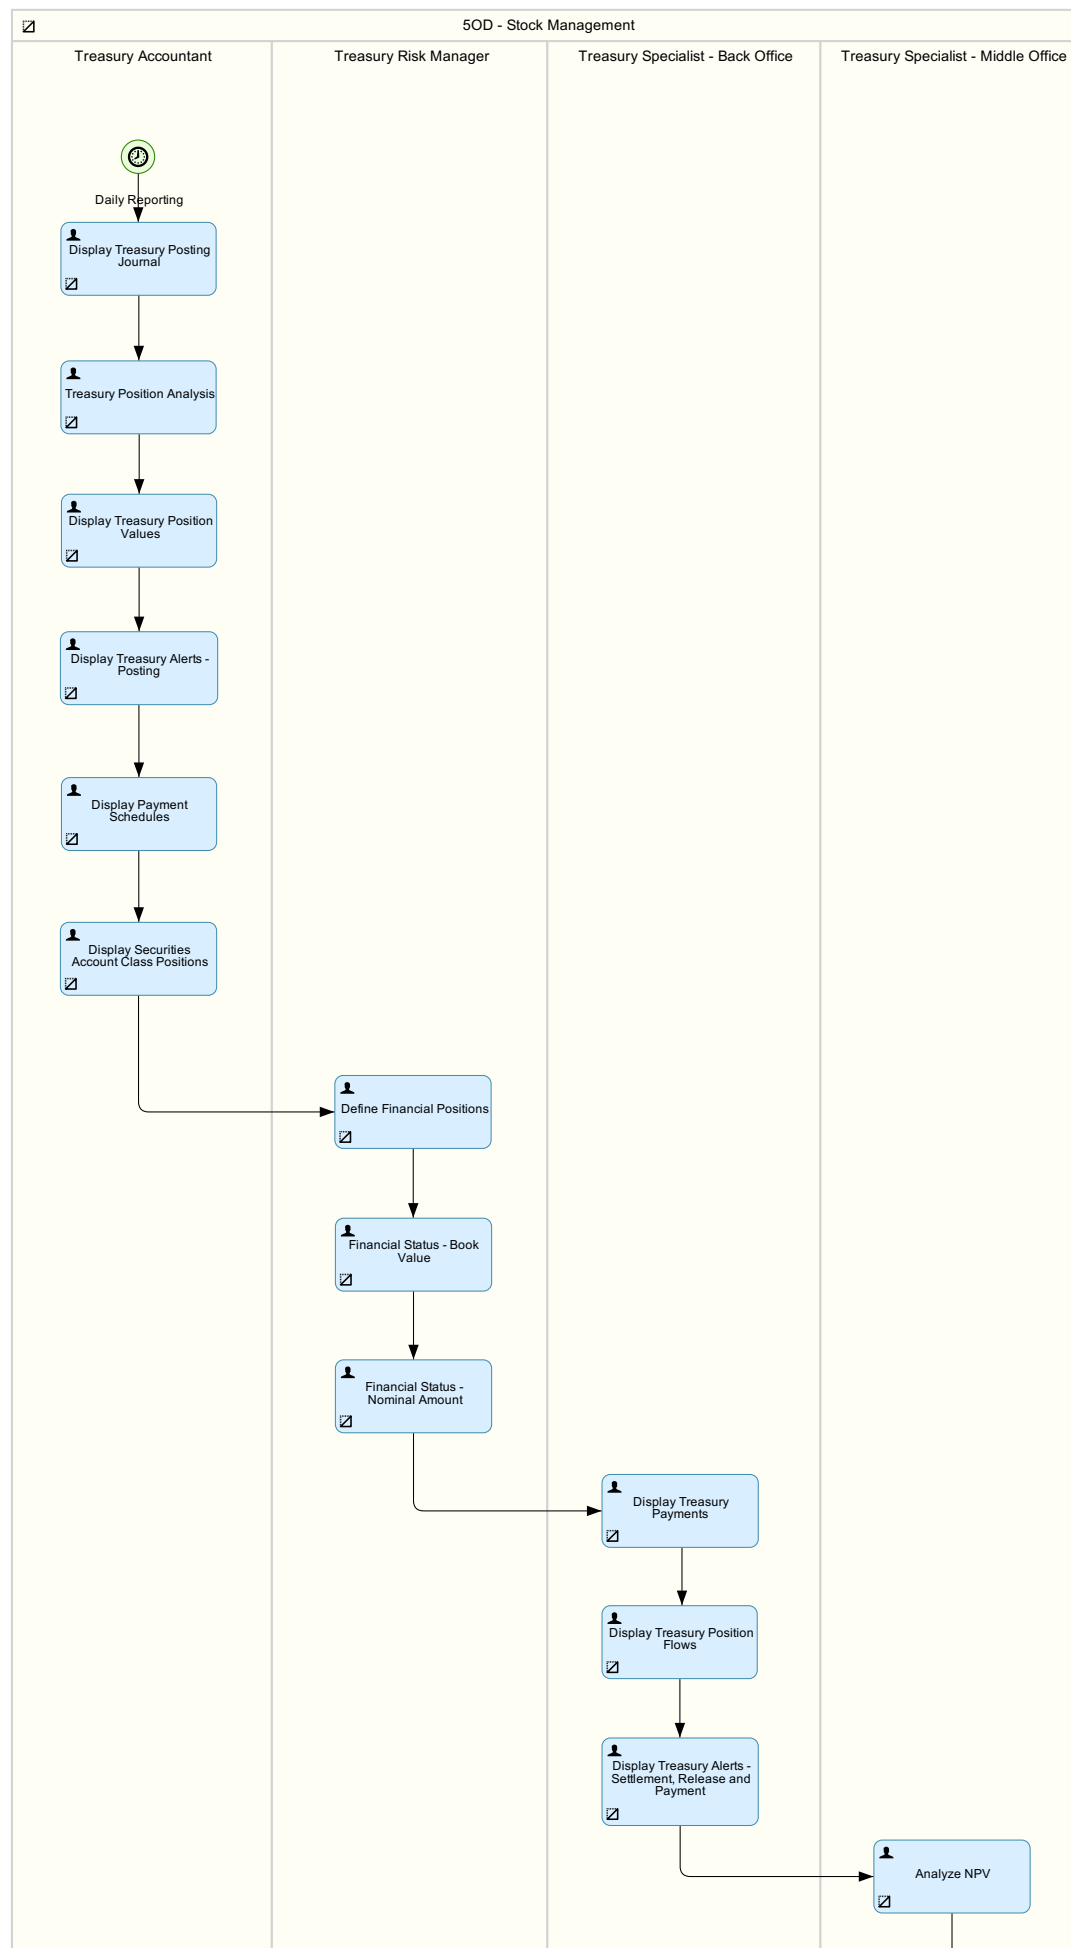 5OD - Stock Management
Treasury Accountant
Treasury Risk Manager
Treasury Specialist - Back Office
Treasury Specialist - Middle Office
Daily Reporting
Display Treasury Posting
Journal
Treasury Position Analysis
Display Treasury Position
Values
Display Treasury Alerts -
Posting
Display Payment
Schedules
Display Securities
Account Class Positions
Define Financial Positions
Financial Status - Book
Value
Financial Status -
Nominal Amount
Display Treasury
Payments
Display Treasury Position
Flows
Display Treasury Alerts -
Settlement, Release and
Payment
Analyze NPV